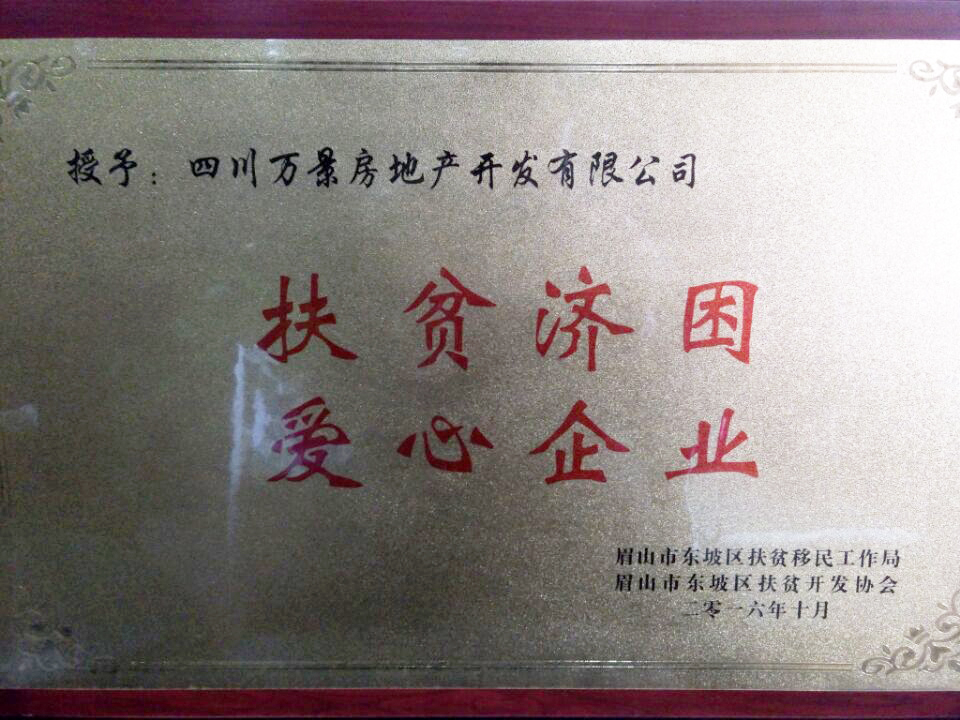 授予：四川万景房地产开发有限公司
扶贫济困
爱心企业
眉山市东坡区扶贫移民工作局
眉山市东坡区扶贫开发协会
二零一六年十月